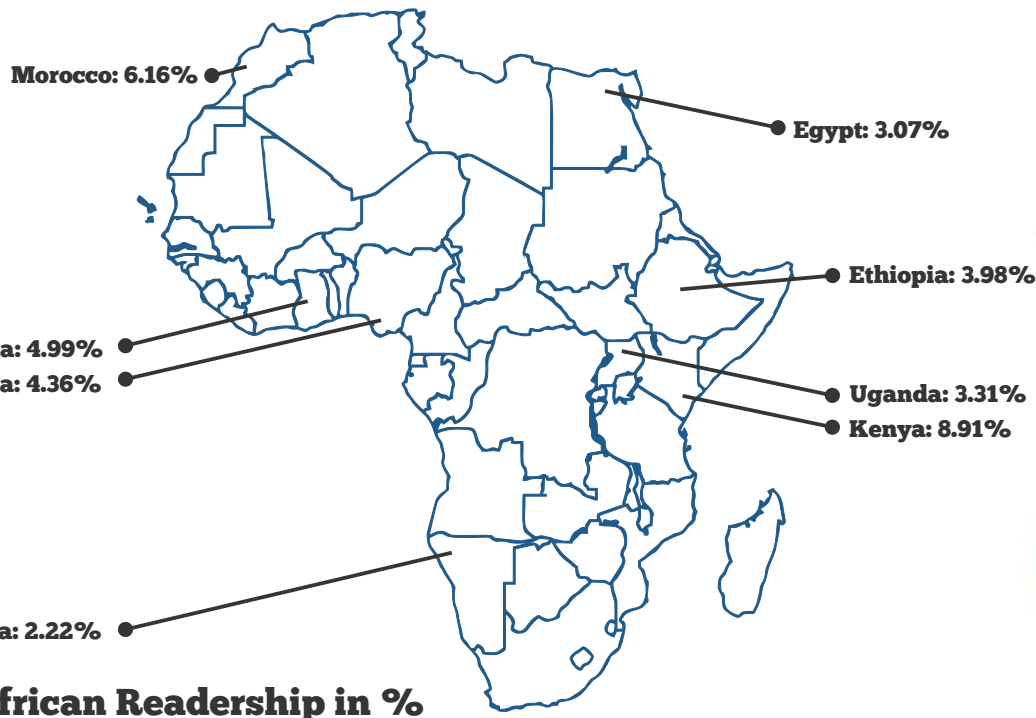 Morocco: 6.16%
Egypt: 3.07%
Ethiopia: 3.98%
a: 4.99%
a: 4.36%
Uganda: 3.31%
Kenya: 8.91%
a: 2.22%
frican Readership in %